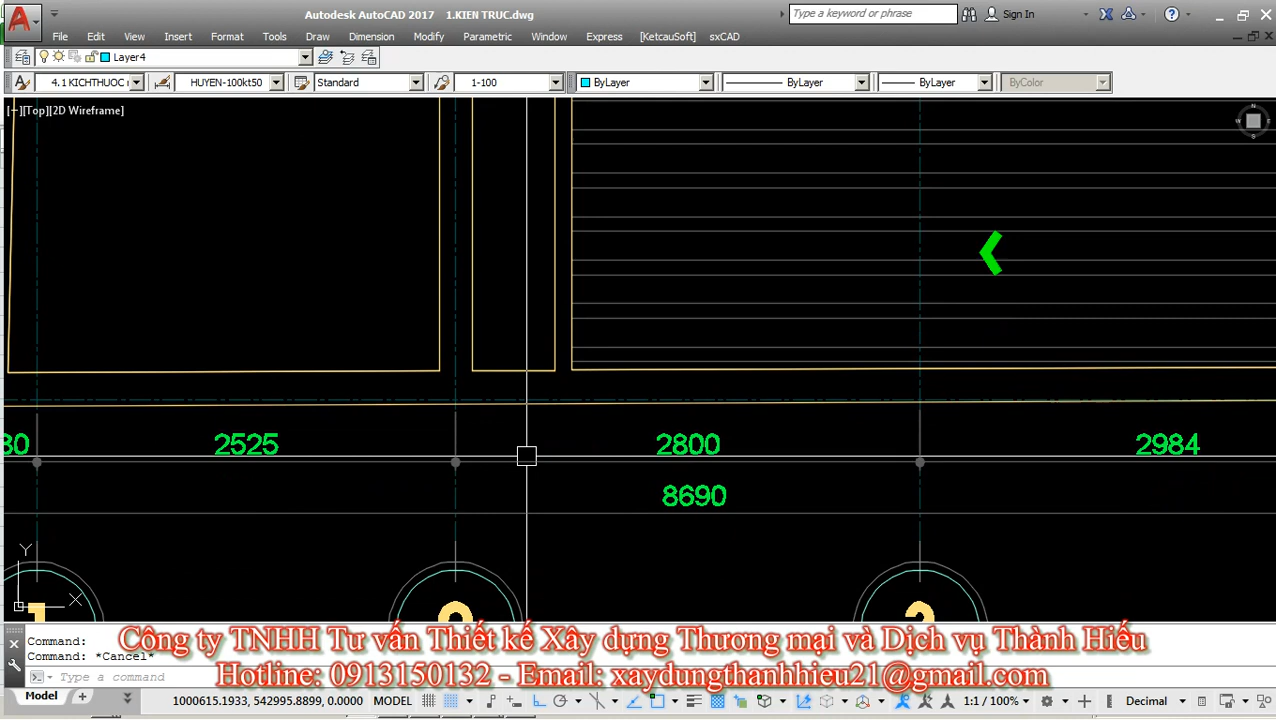 Autodesk AutoCAD 2017 1.KIEN TRUC.dwg
Type a keyword or phrase
Sign In
File Edit View Insert Format Tools Draw Dimension Modify Parametric Window Express [KetcauSoft] sxCAD
Layer4
4.1 KICHTHUOC HUYEN-100kt50 Standard 1-100 ByLayer ByLayer ByLayer ByColor
[−][Top][2D Wireframe]
N
W
E
S
30 2525 2800 2984
8690
Y
X
Command:
Command: *Cancel*
Type a command
Công ty TNHH Tư vấn Thiết kế Xây dựng Thương mại và Dịch vụ Thành Hiếu
Hotline: 0913150132 - Email: xaydungthanhhieu21@gmail.com
Model
1000615.1933, 542995.8899, 0.0000 MODEL 1:1 / 100% Decimal